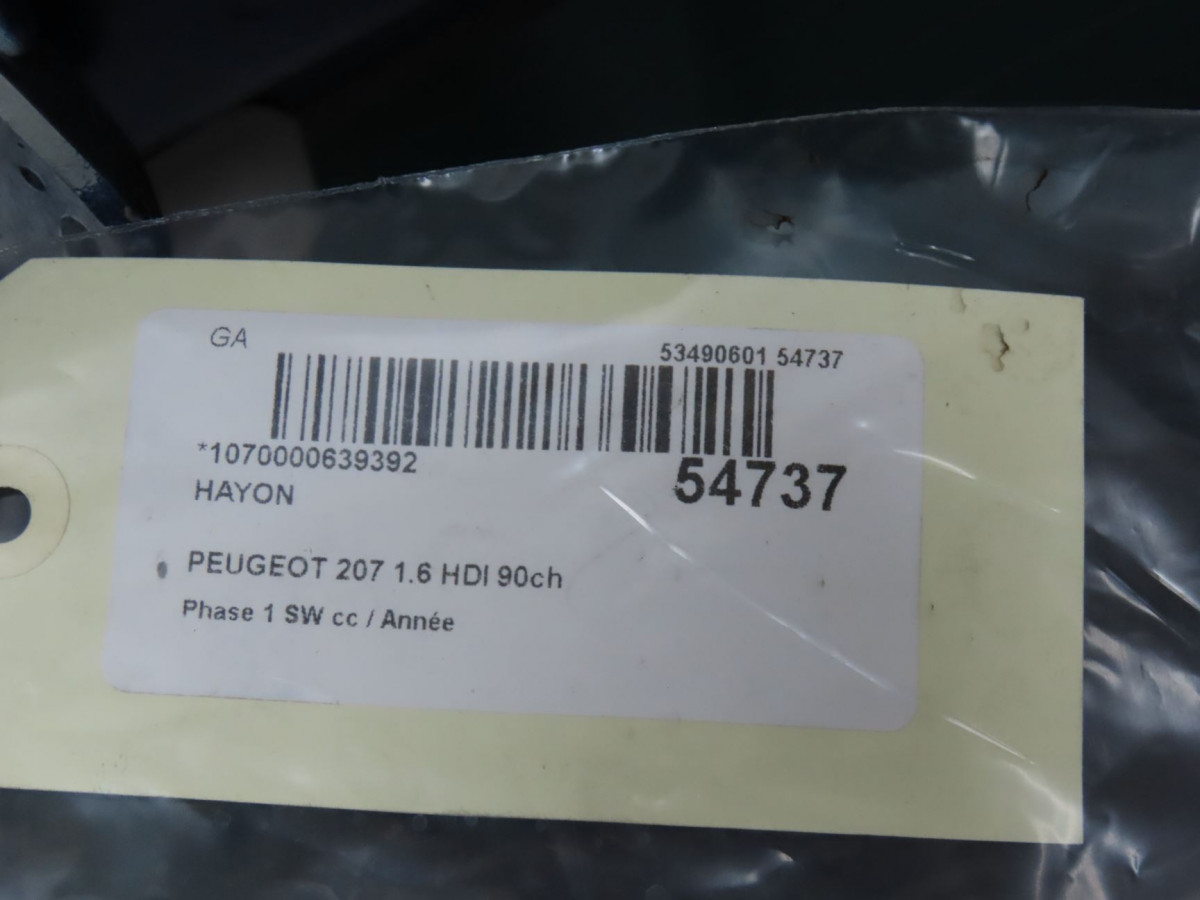 GA
53490601 54737
*1070000639392
54737
HAYON
PEUGEOT 207 1.6 HDI 90ch
Phase 1 SW cc / Année